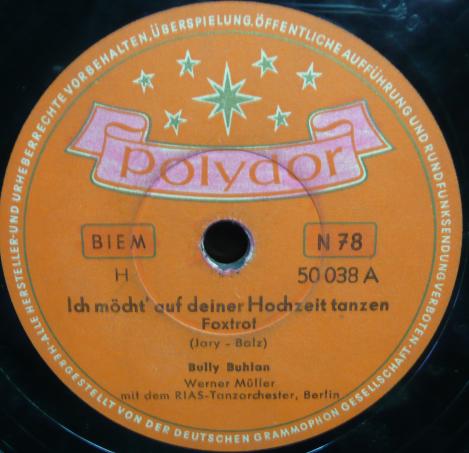 ALLE HERSTELLER-UND URHEBERRECHTE VORBEHALTEN, ÜBERSPIELUNG, ÖFFENTLICHE AUFFÜHRUNG UND RUNDFUNKSENDUNG VERBOTEN.
polydor
BIEM
N 78
H
50 038 A
Ich möcht' auf deiner Hochzeit tanzen
Foxtrot
(Jary - Balz)
Bully Buhlan
Werner Müller
mit dem RIAS-Tanzorchester, Berlin
HERGESTELLT VON DER DEUTSCHEN GRAMMOPHON GESELLSCHAFT.